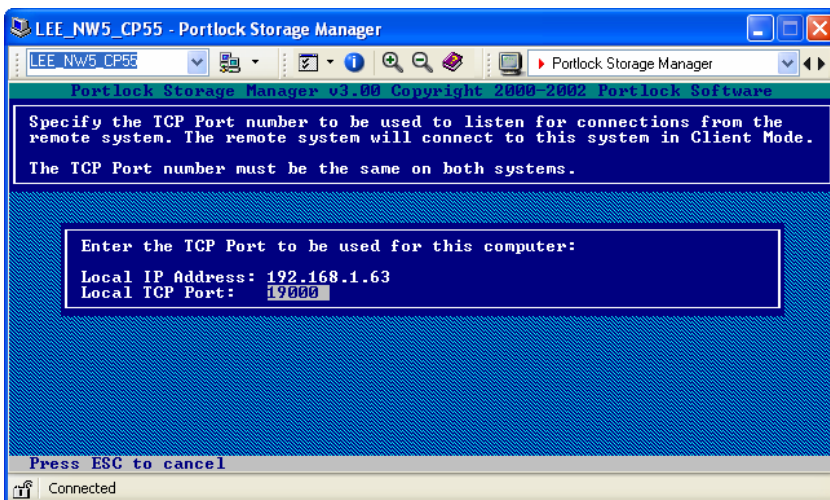 LEE_NW5_CP55 - Portlock Storage Manager
LEE_NW5_CP55 Portlock Storage Manager
Portlock Storage Manager v3.00 Copyright 2000-2002 Portlock Software
Specify the TCP Port number to be used to listen for connections from the
remote system. The remote system will connect to this system in Client Mode.
The TCP Port number must be the same on both systems.
Enter the TCP Port to be used for this computer:
Local IP Address: 192.168.1.63
Local TCP Port: 19000
Press ESC to cancel
Connected